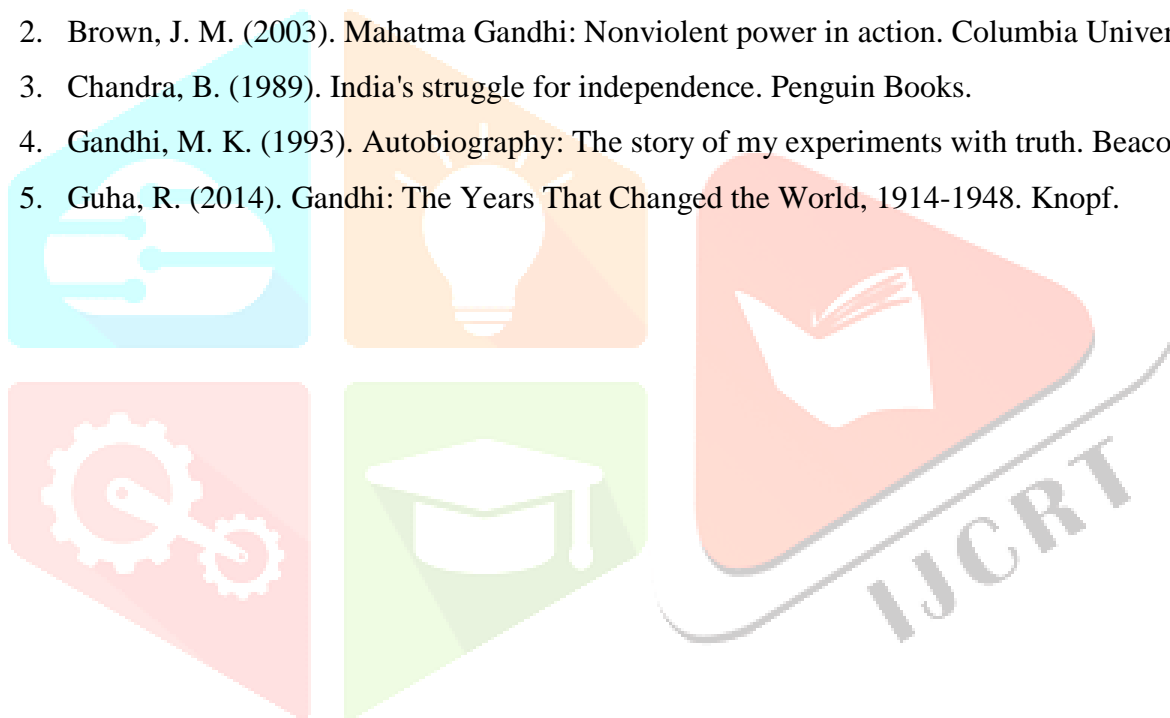 2. Brown, J. M. (2003). Mahatma Gandhi: Nonviolent power in action. Columbia Univer
3. Chandra, B. (1989). India's struggle for independence. Penguin Books.
4. Gandhi, M. K. (1993). Autobiography: The story of my experiments with truth. Beaco
5. Guha, R. (2014). Gandhi: The Years That Changed the World, 1914-1948. Knopf.
IJCRT